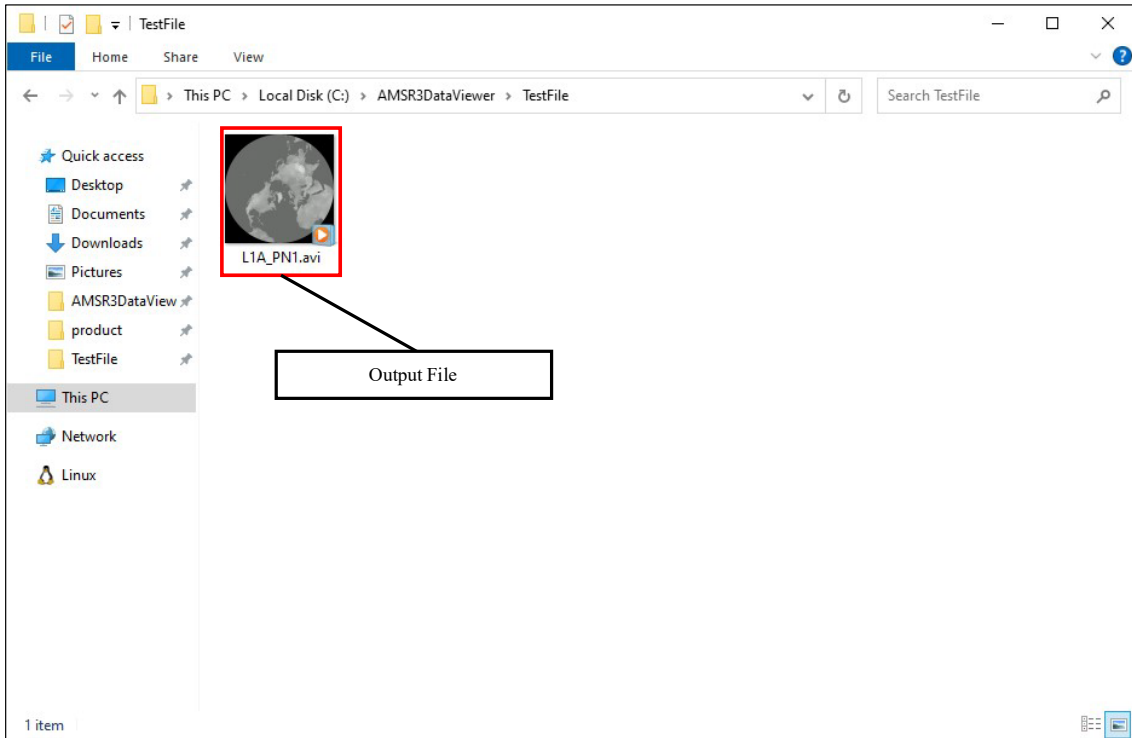 TestFile
File Home Share View
This PC > Local Disk (C:) > AMSR3DataViewer > TestFile
Search TestFile
Quick access
Desktop
Documents
Downloads
Pictures
AMSR3DataView
product
TestFile
This PC
Network
Linux
L1A_PN1.avi
Output File
1 item